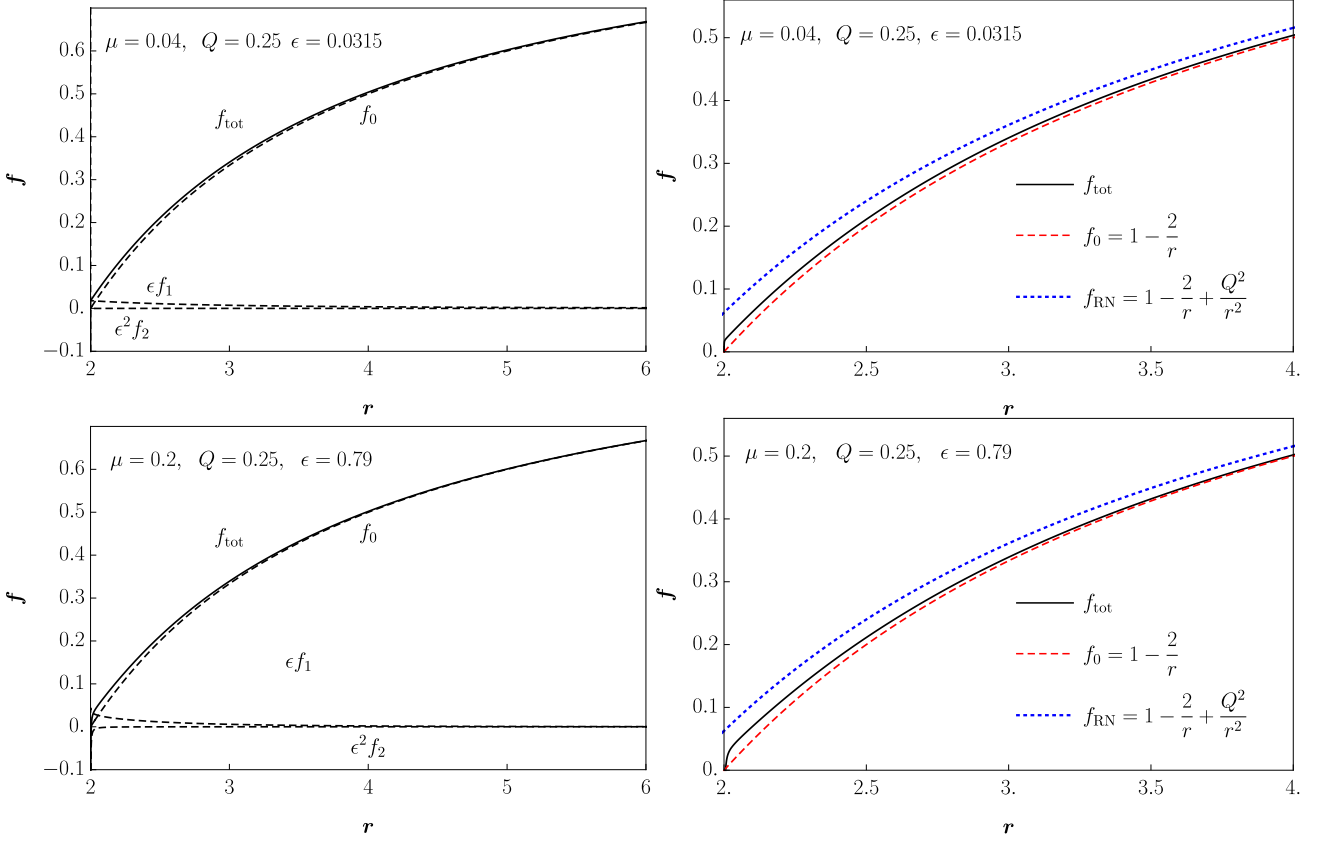 μ = 0.04, Q = 0.25 ϵ = 0.0315
f_tot
f_0
ϵf_1
ϵ^2 f_2
0.6
0.5
0.4
0.3
0.2
0.1
0.
−0.1
2 3 4 5 6
f
r
μ = 0.04, Q = 0.25, ϵ = 0.0315
f_tot
f_0 = 1 − 2/r
f_RN = 1 − 2/r + Q^2/r^2
0.5
0.4
0.3
0.2
0.1
0.
2. 2.5 3. 3.5 4.
f
r
μ = 0.2, Q = 0.25, ϵ = 0.79
f_tot
f_0
ϵf_1
ϵ^2 f_2
0.6
0.5
0.4
0.3
0.2
0.1
0.
−0.1
2 3 4 5 6
f
r
μ = 0.2, Q = 0.25, ϵ = 0.79
f_tot
f_0 = 1 − 2/r
f_RN = 1 − 2/r + Q^2/r^2
0.5
0.4
0.3
0.2
0.1
0.
2. 2.5 3. 3.5 4.
f
r